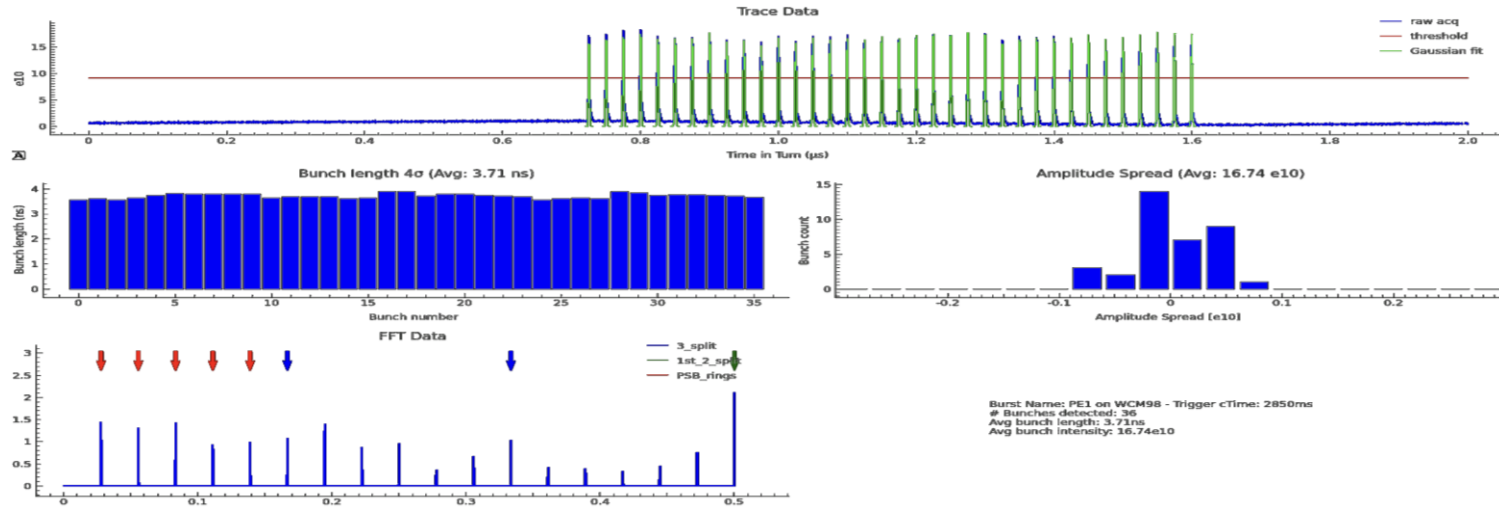 Trace Data
raw acq
threshold
Gaussian fit
e10
15
10
5
0
0 0.2 0.4 0.6 0.8 1.0 1.2 1.4 1.6 1.8 2.0
Time in Turn (μs)
A
Bunch length 4σ (Avg: 3.71 ns)
Bunch length (ns)
4
3
2
1
0
0 5 10 15 20 25 30 35
Bunch number
Amplitude Spread (Avg: 16.74 e10)
Bunch count
15
10
5
0
-0.2 -0.1 0 0.1 0.2
Amplitude Spread [e10]
FFT Data
3_split
1st_2_split
PSB_rings
3
2.5
2
1.5
1
0.5
0
0 0.1 0.2 0.3 0.4 0.5
Burst Name: PE1 on WCM98 - Trigger cTime: 2850ms
# Bunches detected: 36
Avg bunch length: 3.71ns
Avg bunch intensity: 16.74e10